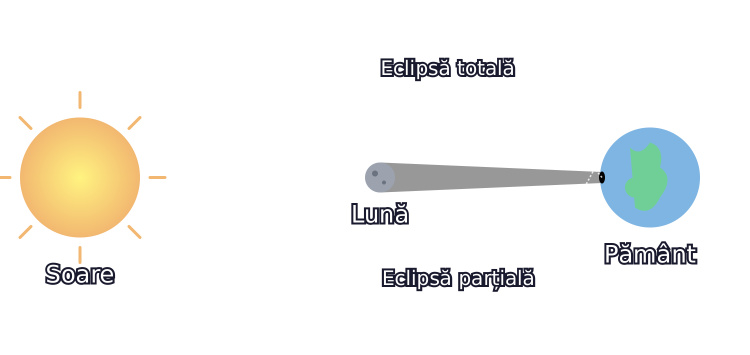 Eclipsă totală
Lună
Pământ
Soare
Eclipsă parțială